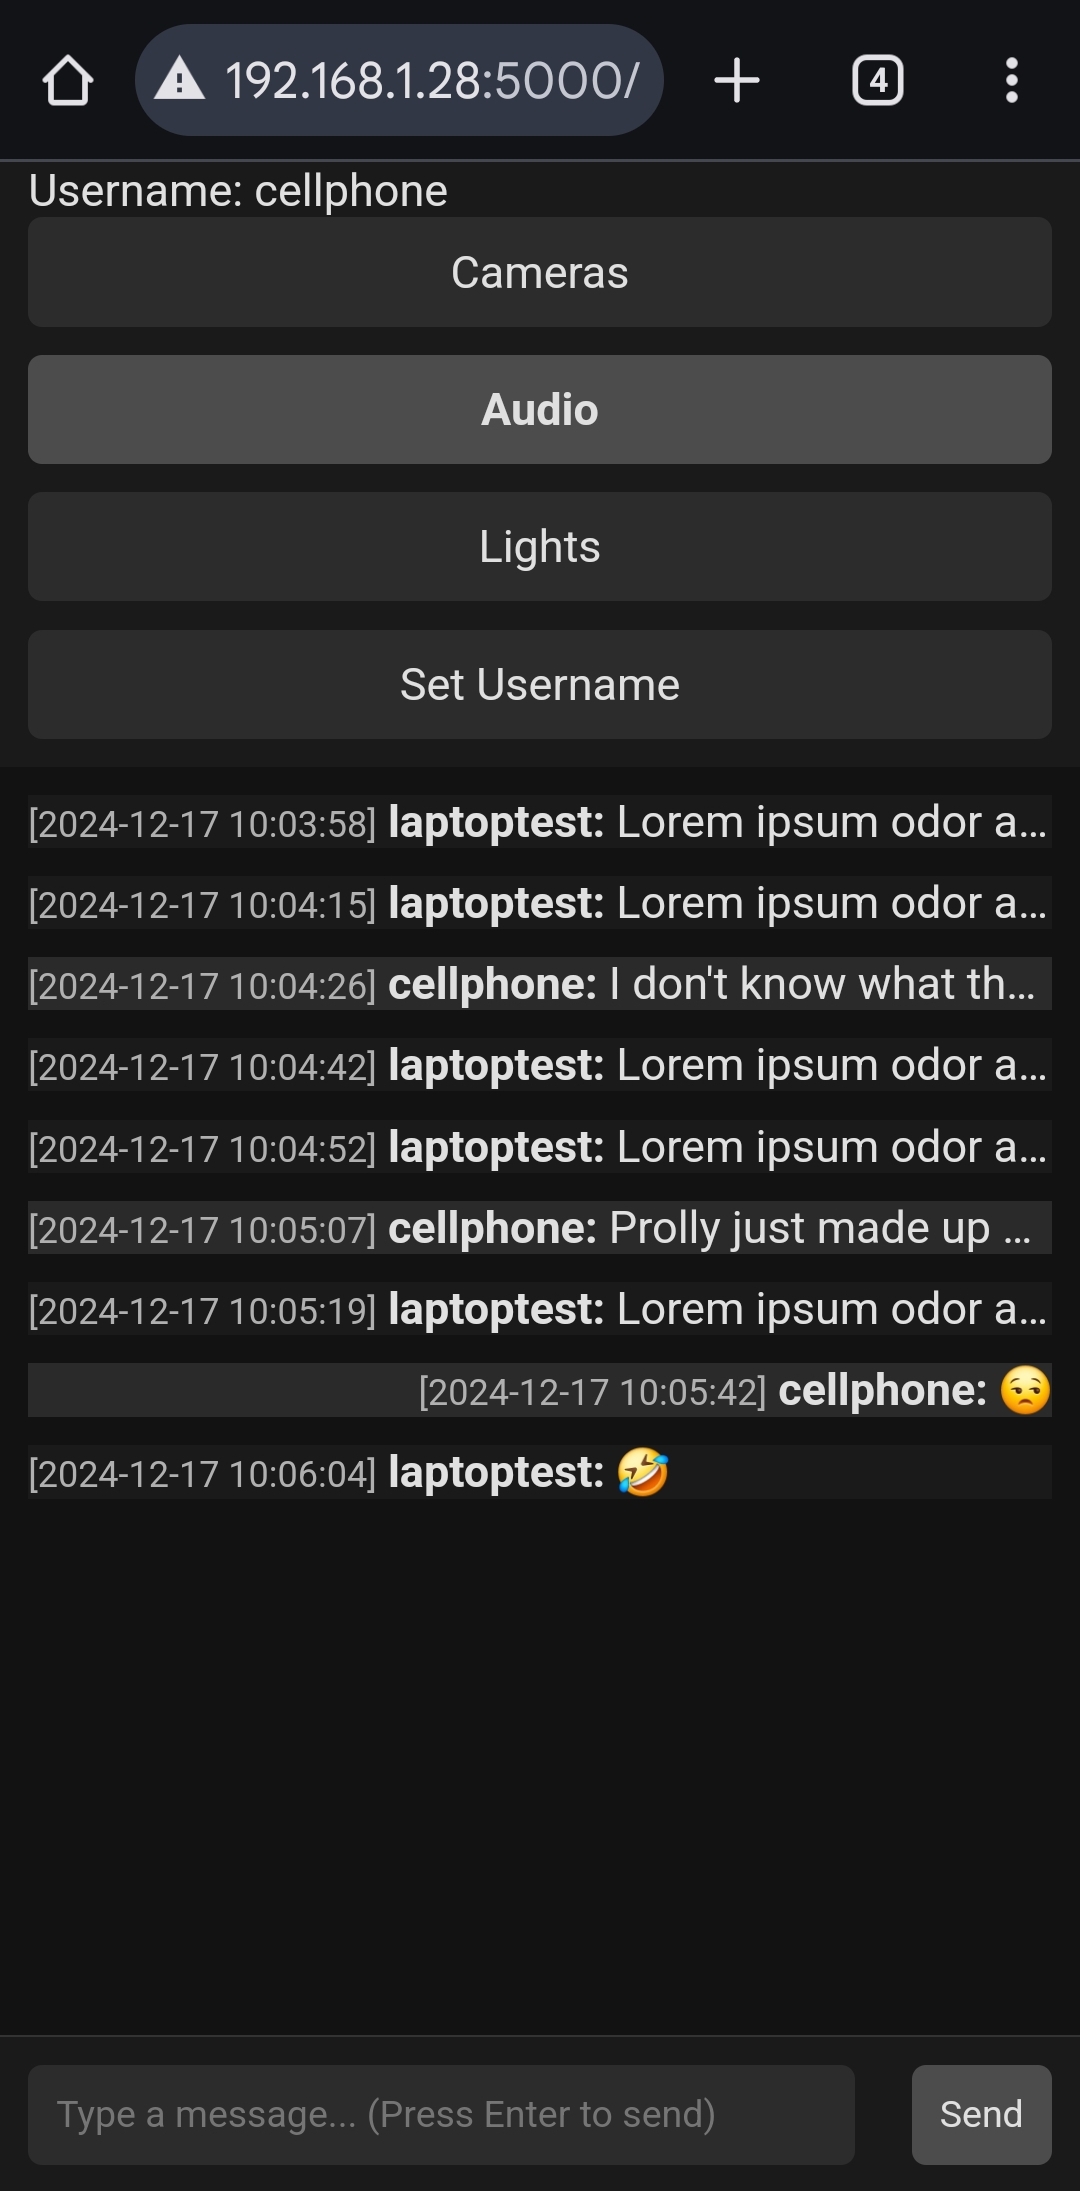 192.168.1.28:5000/
4
Username: cellphone
Cameras
Audio
Lights
Set Username
[2024-12-17 10:03:58] laptoptest: Lorem ipsum odor a...
[2024-12-17 10:04:15] laptoptest: Lorem ipsum odor a...
[2024-12-17 10:04:26] cellphone: I don't know what th...
[2024-12-17 10:04:42] laptoptest: Lorem ipsum odor a...
[2024-12-17 10:04:52] laptoptest: Lorem ipsum odor a...
[2024-12-17 10:05:07] cellphone: Prolly just made up ...
[2024-12-17 10:05:19] laptoptest: Lorem ipsum odor a...
[2024-12-17 10:05:42] cellphone: 😒
[2024-12-17 10:06:04] laptoptest: 🤣
Type a message... (Press Enter to send)
Send